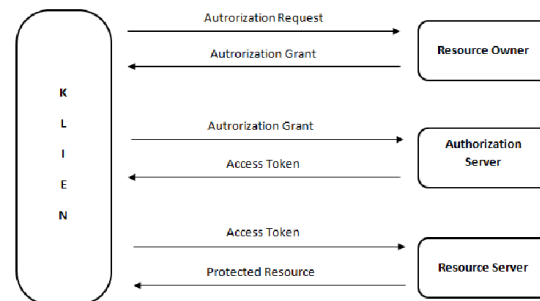 Autrorization Request
Autrorization Grant
Resource Owner
K
L
I
E
N
Autrorization Grant
Access Token
Authorization
Server
Access Token
Protected Resource
Resource Server